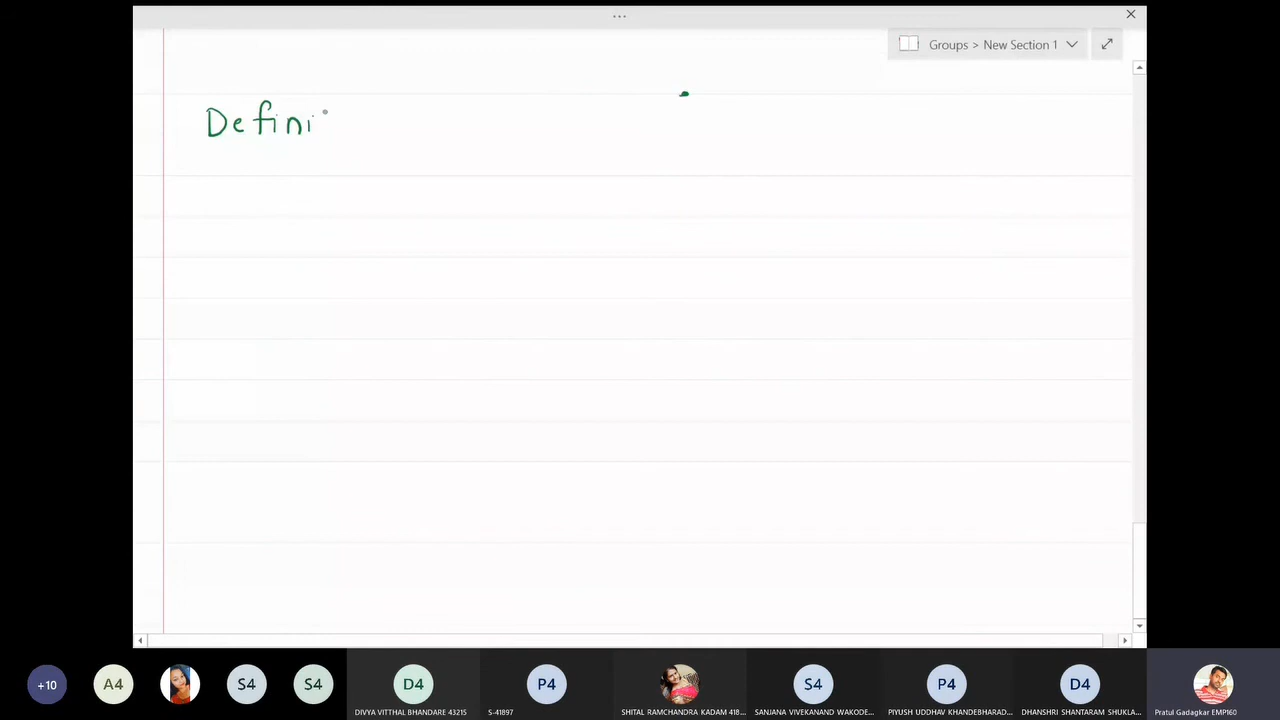 Groups > New Section 1
Defini
+10
A4
S4
S4
D4
P4
S4
P4
D4
DIVYA VITTHAL BHANDARE 43215
S-41897
SHITAL RAMCHANDRA KADAM 418...
SANJANA VIVEKANAND WAKODE...
PIYUSH UDDHAV KHANDEBHARAD...
DHANSHRI SHANTARAM SHUKLA...
Pratul Gadagkar EMP160